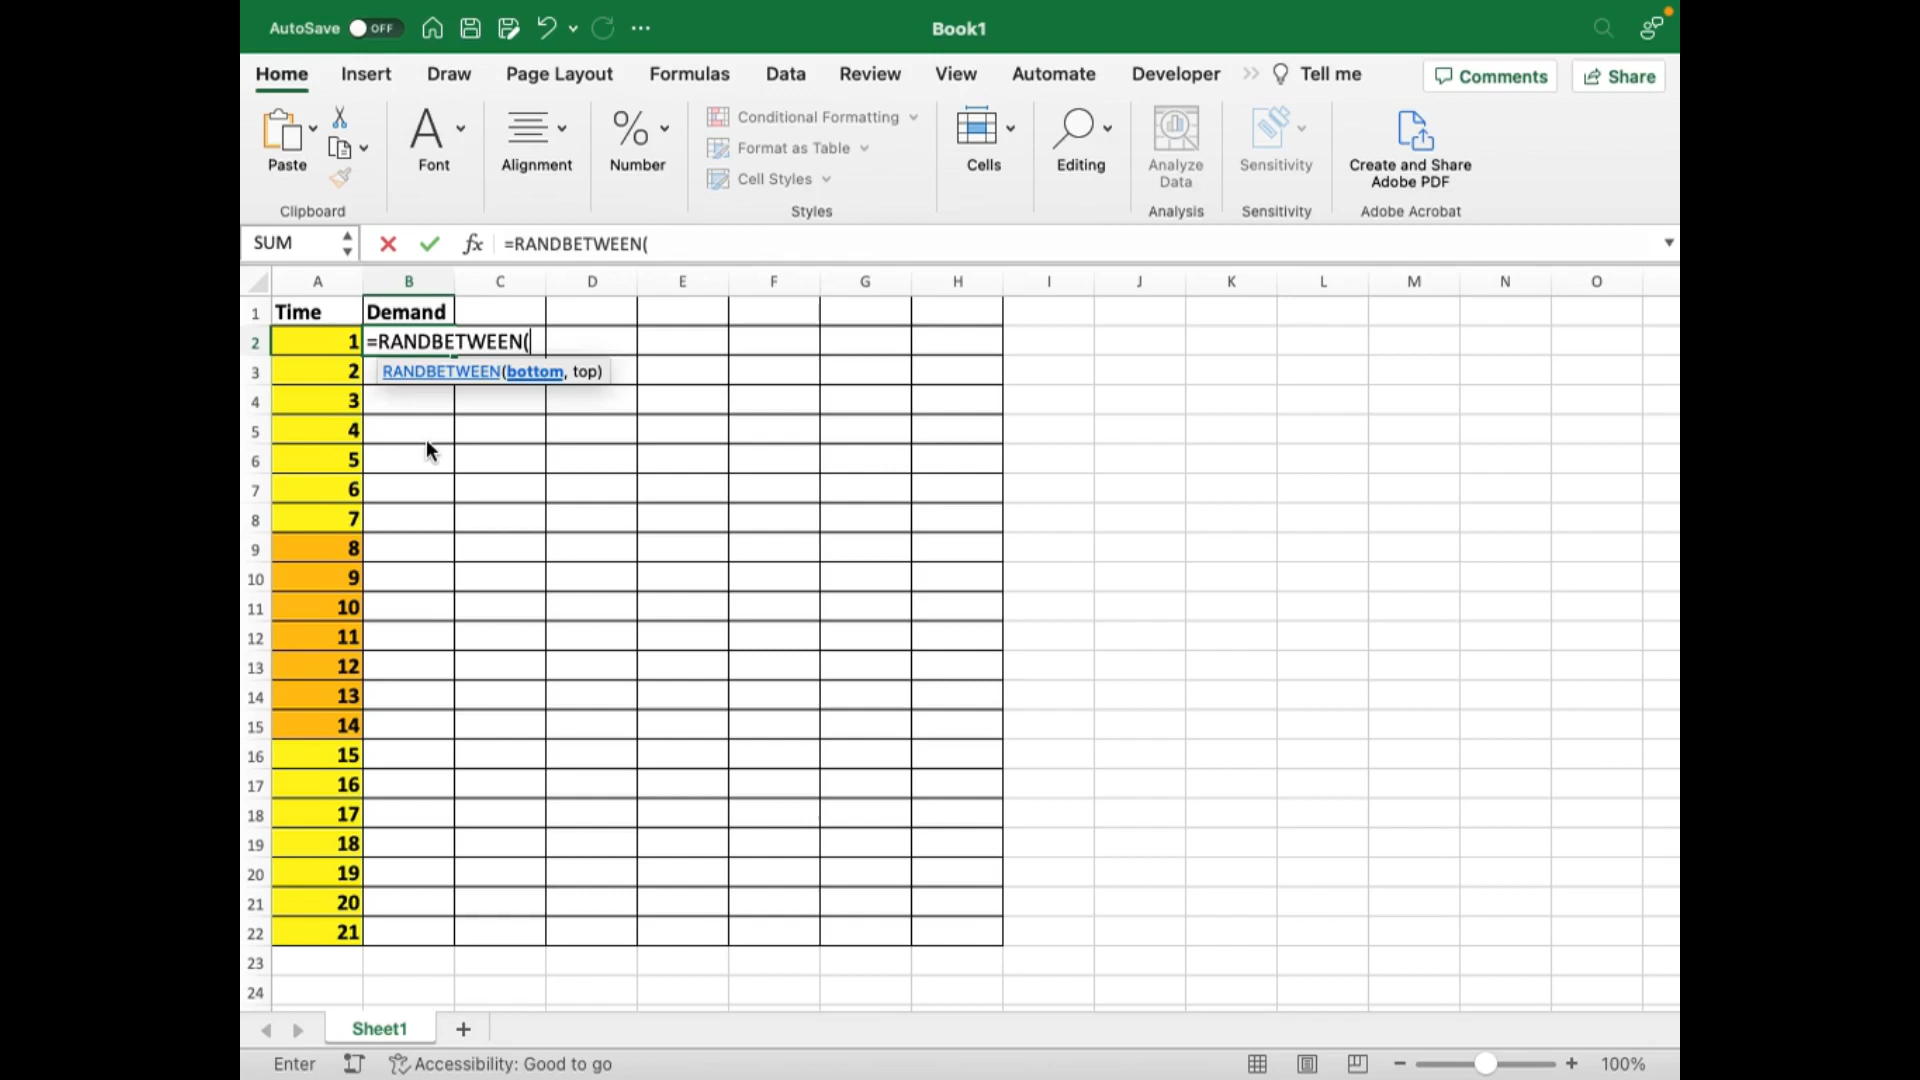 AutoSave OFF Book1
Home Insert Draw Page Layout Formulas Data Review View Automate Developer Tell me Comments Share
Paste Font Alignment % Number Conditional Formatting Format as Table Cell Styles Cells Editing Analyze Data Sensitivity Create and Share Adobe PDF
Clipboard Styles Analysis Sensitivity Adobe Acrobat
SUM fx =RANDBETWEEN(
A B C D E F G H I J K L M N O
1 Time Demand
2 1 =RANDBETWEEN(
3 2 RANDBETWEEN(bottom, top)
4 3
5 4
6 5
7 6
8 7
9 8
10 9
11 10
12 11
13 12
14 13
15 14
16 15
17 16
18 17
19 18
20 19
21 20
22 21
23
24
Sheet1 +
Enter Accessibility: Good to go 100%